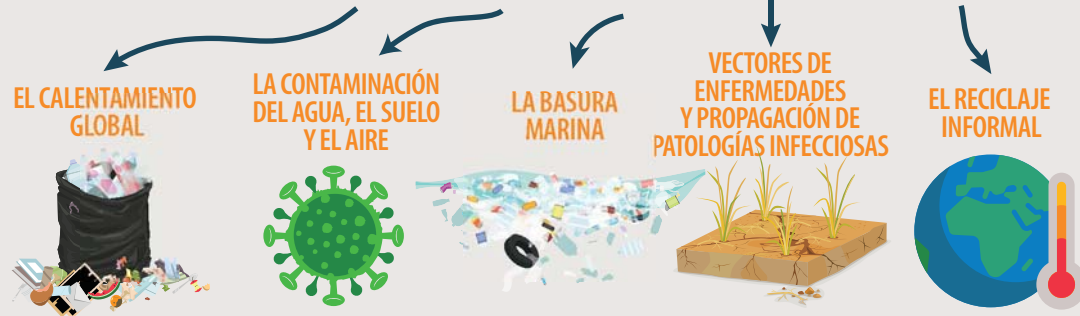 EL CALENTAMIENTO
GLOBAL
LA CONTAMINACIÓN
DEL AGUA, EL SUELO
Y EL AIRE
LA BASURA
MARINA
VECTORES DE
ENFERMEDADES
Y PROPAGACIÓN DE
PATOLOGÍAS INFECCIOSAS
EL RECICLAJE
INFORMAL